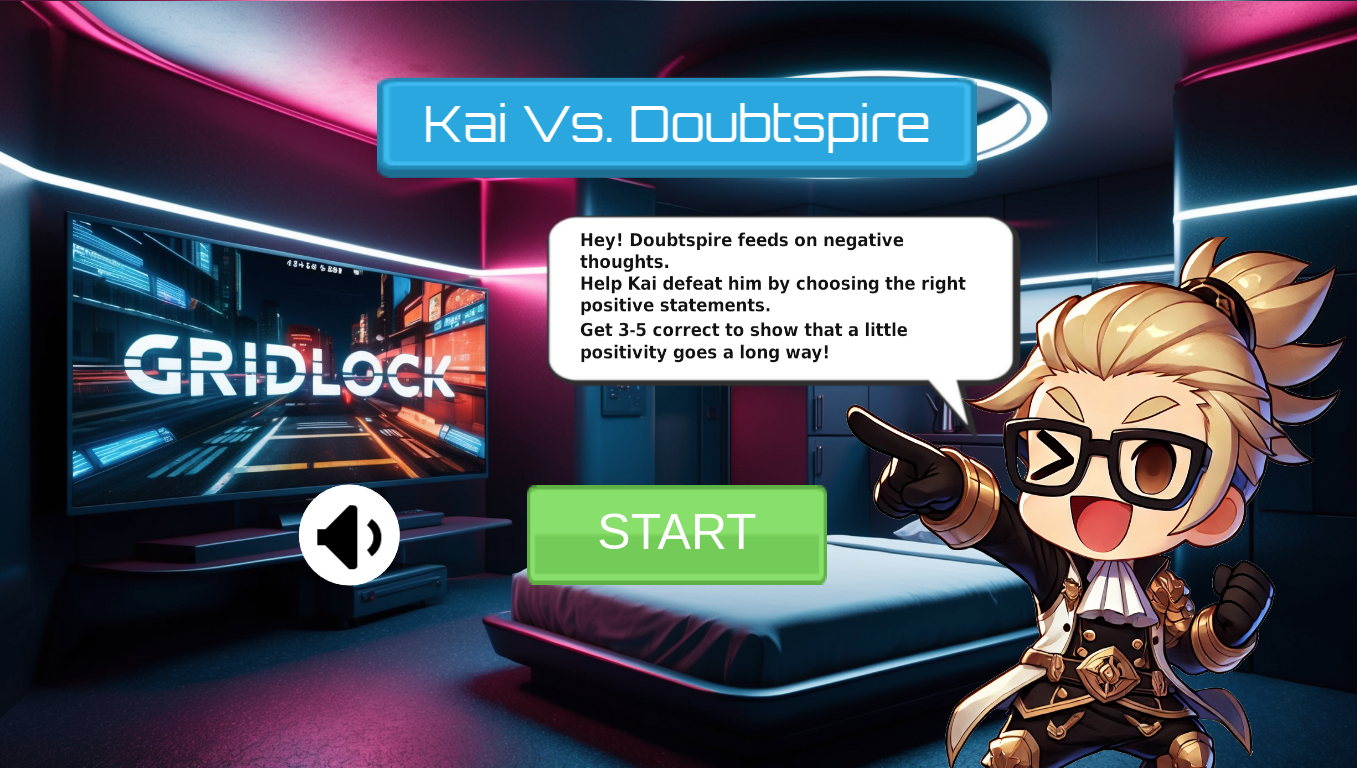 Kai Vs. Doubtspire
Hey! Doubtspire feeds on negative
thoughts.
Help Kai defeat him by choosing the right
positive statements.
Get 3-5 correct to show that a little
positivity goes a long way!
GRIDLOCK
START